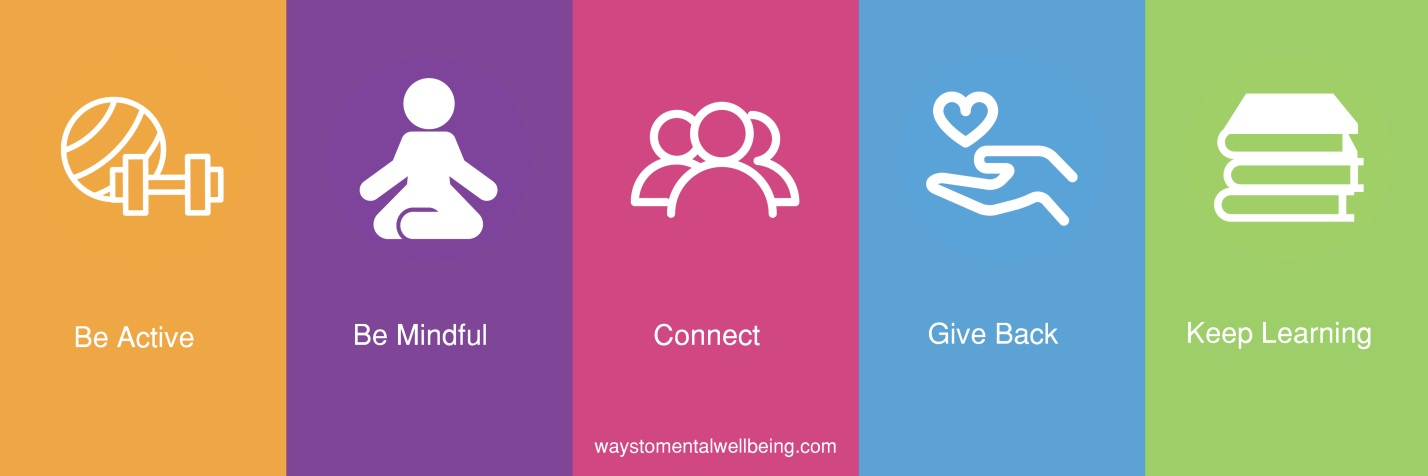 Be Active
Be Mindful
Connect
Give Back
Keep Learning
waystomentalwellbeing.com